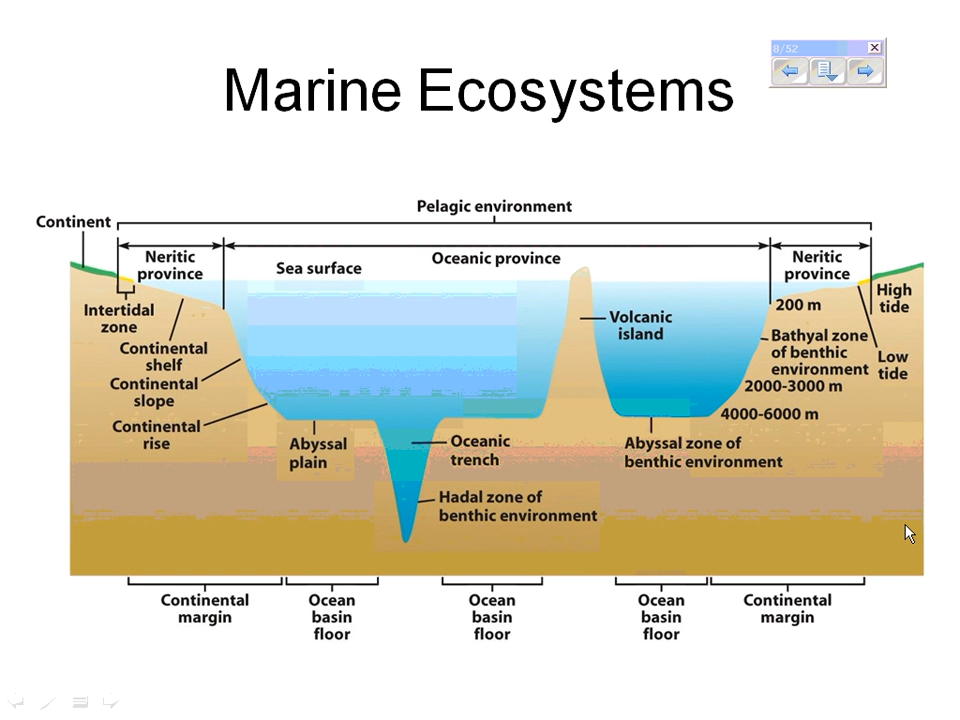 8/52
Marine Ecosystems
Pelagic environment
Continent
Neritic
province
Sea surface
Oceanic province
Neritic
province
Intertidal
zone
Continental
shelf
Continental
slope
Continental
rise
Abyssal
plain
Oceanic
trench
Hadal zone of
benthic environment
Volcanic
island
200 m
Bathyal zone
of benthic
environment
2000-3000 m
4000-6000 m
Abyssal zone of
benthic environment
High
tide
Low
tide
Continental
margin
Ocean
basin
floor
Ocean
basin
floor
Ocean
basin
floor
Continental
margin